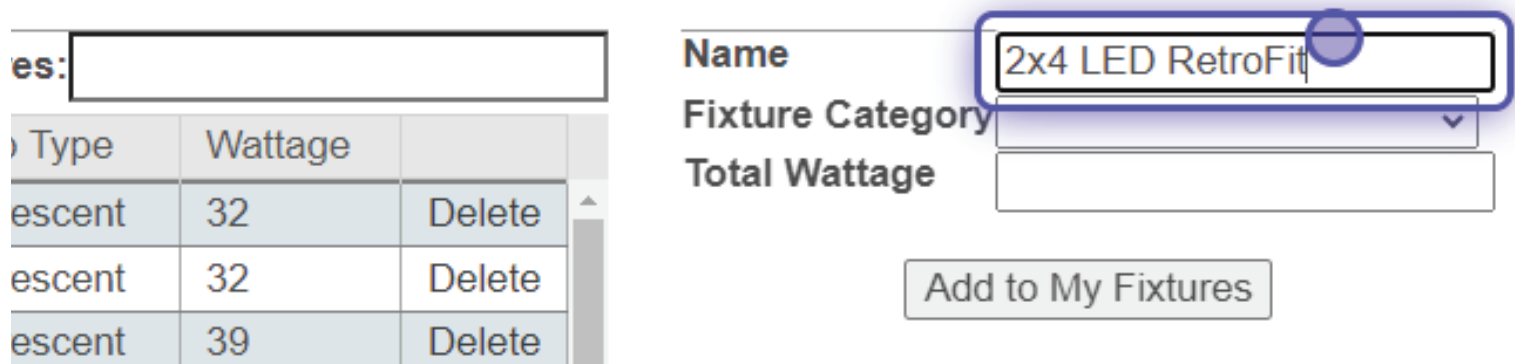 es:
Type Wattage
escent 32 Delete
escent 32 Delete
escent 39 Delete
Name 2x4 LED RetroFit
Fixture Category
Total Wattage
Add to My Fixtures